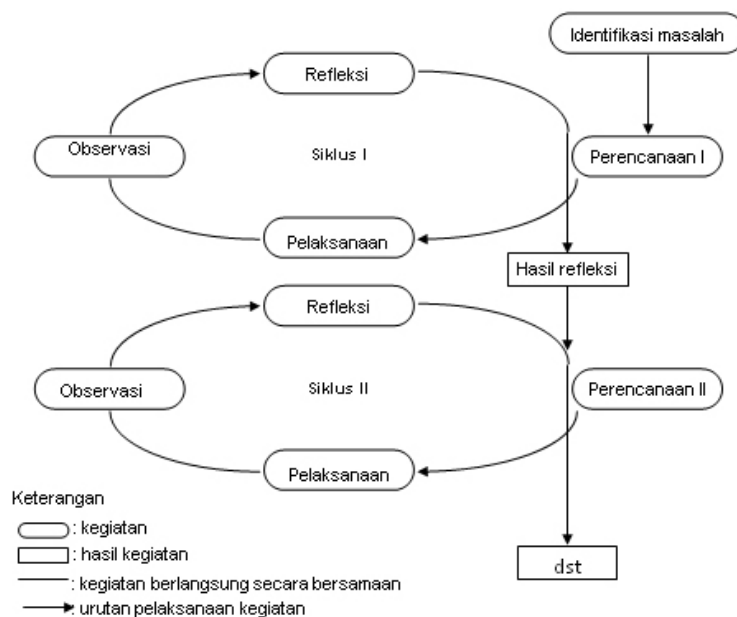 Identifikasi masalah
Refleksi
Observasi
Siklus I
Perencanaan I
Pelaksanaan
Hasil refleksi
Refleksi
Observasi
Siklus II
Perencanaan II
Pelaksanaan
Keterangan
: kegiatan
: hasil kegiatan
: kegiatan berlangsung secara bersamaan
: urutan pelaksanaan kegiatan
dst